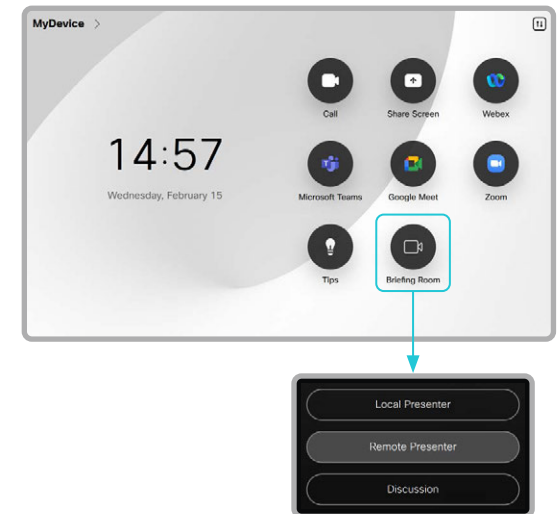 MyDevice
14:57
Wednesday, February 15
Call
Share Screen
Webex
Microsoft Teams
Google Meet
Zoom
Tips
Briefing Room
Local Presenter
Remote Presenter
Discussion